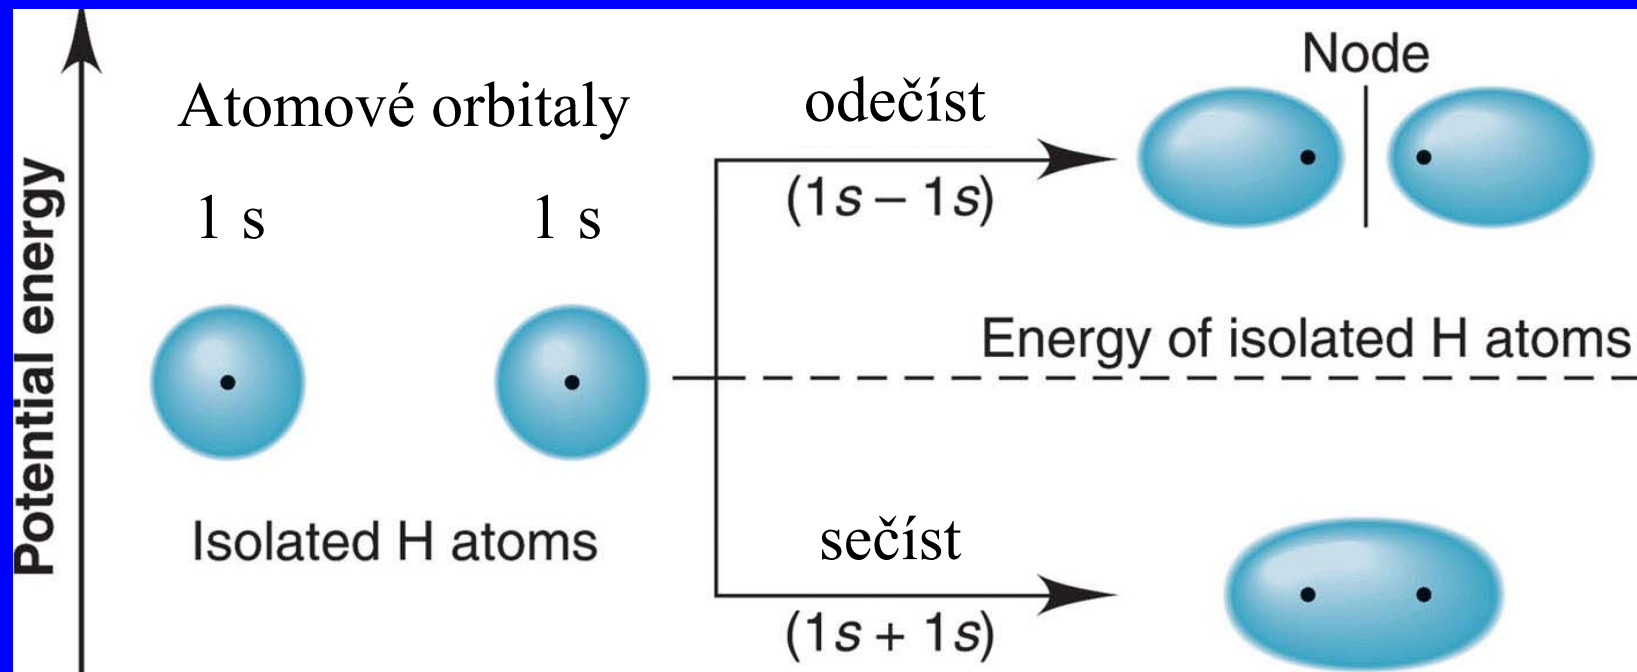 Node
Atomové orbitaly
odečíst
(1s – 1s)
1 s
1 s
Potential energy
Energy of isolated H atoms
Isolated H atoms
sečíst
(1s + 1s)